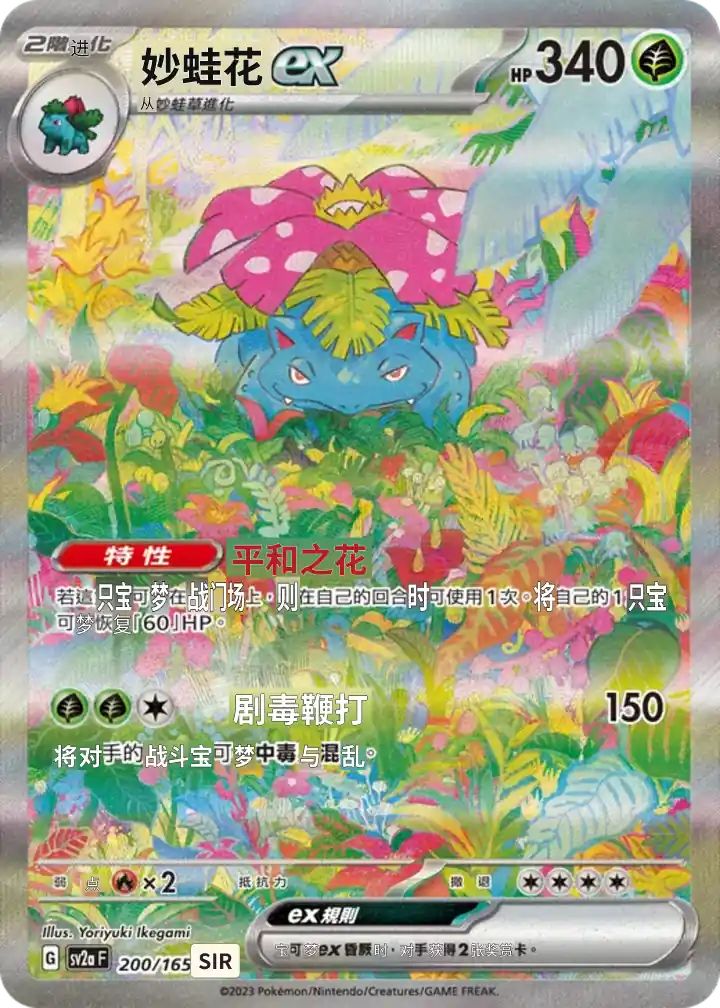 2階进化
妙蛙花ex
HP340
从妙蛙草進化
特性 平和之花
若這只宝可梦在战门场上，则在自己的回合时可使用1次。将自己的1只宝
可梦恢复「60」HP。
剧毒鞭打 150
将对手的战斗宝可梦中毒与混乱。
弱 点 ×2 抵抗力 撤 退
ex規則
Illus. Yoriyuki Ikegami
宝可梦ex昏厥时，对手获得2张奖赏卡。
G sv2a F 200/165 SIR
©2023 Pokémon/Nintendo/Creatures/GAME FREAK.